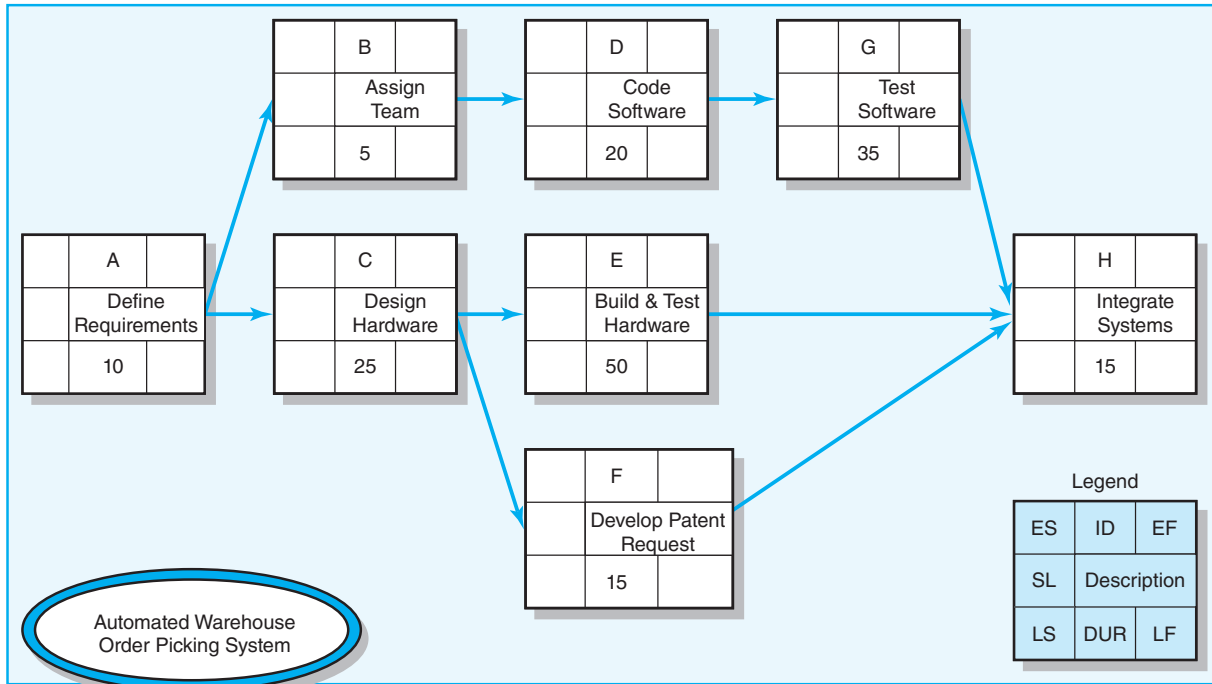 B
Assign
Team
5
D
Code
Software
20
G
Test
Software
35
A
Define
Requirements
10
C
Design
Hardware
25
E
Build & Test
Hardware
50
H
Integrate
Systems
15
F
Develop Patent
Request
15
Legend
ES ID EF
SL Description
LS DUR LF
Automated Warehouse
Order Picking System